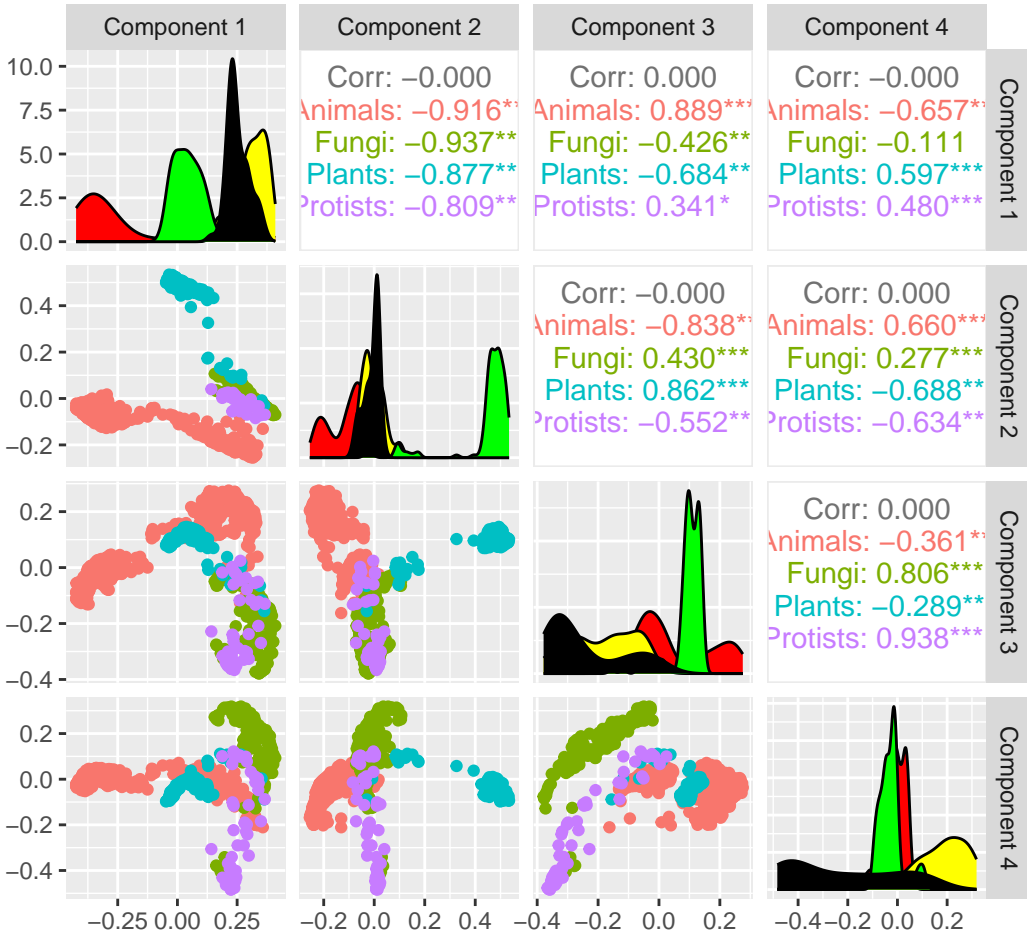 Component 1 Component 2 Component 3 Component 4
10.0
7.5
5.0
2.5
0.0
Corr: −0.000
Animals: −0.916**
Fungi: −0.937**
Plants: −0.877**
Protists: −0.809**
Corr: 0.000
Animals: 0.889***
Fungi: −0.426**
Plants: −0.684**
Protists: 0.341*
Corr: −0.000
Animals: −0.657**
Fungi: −0.111
Plants: 0.597***
Protists: 0.480***
Component 1
0.4
0.2
0.0
−0.2
Corr: −0.000
Animals: −0.838**
Fungi: 0.430***
Plants: 0.862***
Protists: −0.552**
Corr: 0.000
Animals: 0.660***
Fungi: 0.277***
Plants: −0.688**
Protists: −0.634**
Component 2
0.2
0.0
−0.2
−0.4
Corr: 0.000
Animals: −0.361**
Fungi: 0.806***
Plants: −0.289**
Protists: 0.938***
Component 3
0.2
0.0
−0.2
−0.4
Component 4
−0.25 0.00 0.25 −0.2 0.0 0.2 0.4 −0.4 −0.2 0.0 0.2 −0.4 −0.2 0.0 0.2